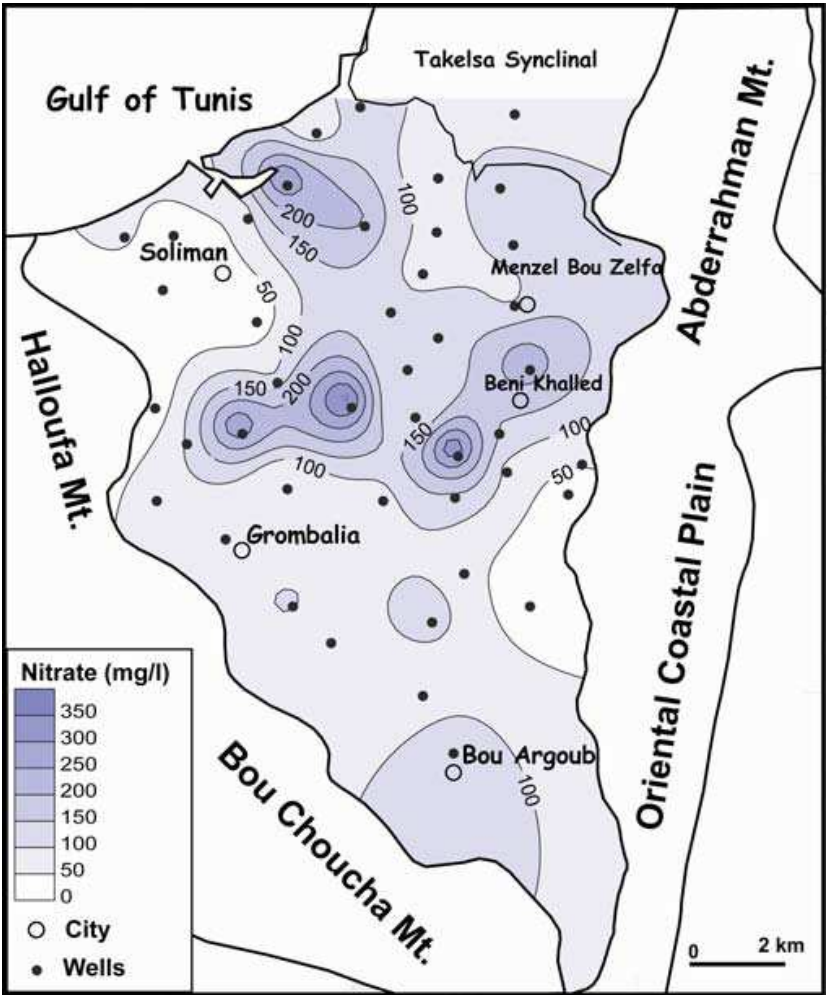 Takelsa Synclinal
Gulf of Tunis
Abderrahman Mt.
100
200
150
Soliman
50
Menzel Bou Zelfa
100
Halloufa Mt.
150
200
Beni Khalled
150
100
100
50
Grombalia
Oriental Coastal Plain
Bou Argoub
100
Bou Choucha Mt.
Nitrate (mg/l)
350
300
250
200
150
100
50
0
City
Wells
0 2 km